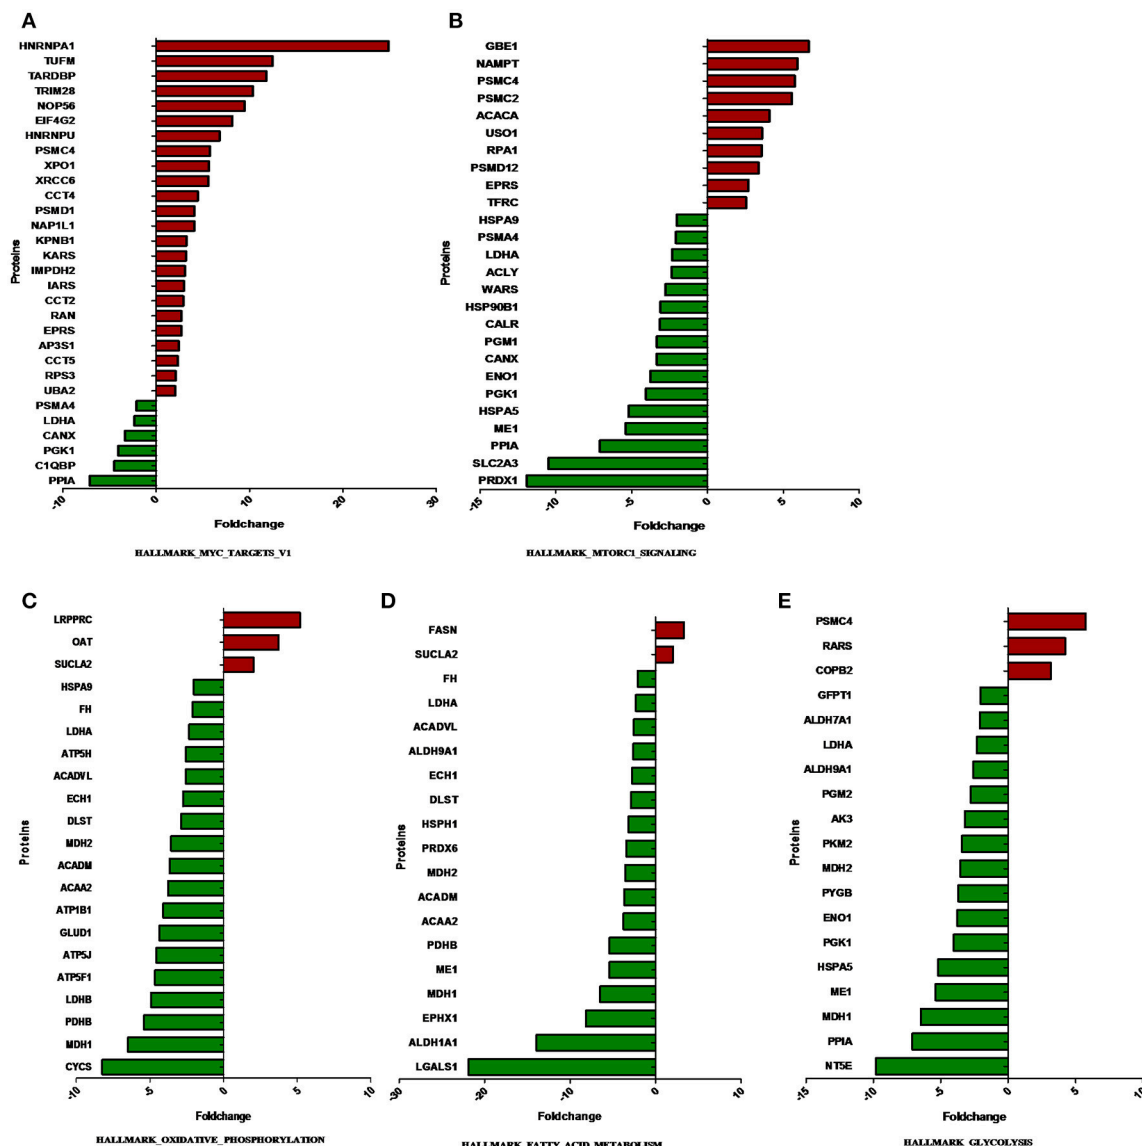 A
HNRNPA1
TUFM
TARDBP
TRIM28
NOP56
EIF4G2
HNRNPU
PSMC4
XPO1
XRCC6
CCT4
PSMD1
NAP1L1
KPNB1
KARS
IMPDH2
IARS
CCT2
RAN
EPRS
AP3S1
CCT5
RPS3
UBA2
PSMA4
LDHA
CANX
PGK1
C1QBP
PPIA
Proteins
-10 0 10 20 30
Foldchange
HALLMARK_MYC_TARGETS_V1
B
GBE1
NAMPT
PSMC4
PSMC2
ACACA
USO1
RPA1
PSMD12
EPRS
TFRC
HSPA9
PSMA4
LDHA
ACLY
WARS
HSP90B1
CALR
PGM1
CANX
ENO1
PGK1
HSPA5
ME1
PPIA
SLC2A3
PRDX1
Proteins
-15 -10 -5 0 5 10
Foldchange
HALLMARK_MTORC1_SIGNALING
C
LRPPRC
OAT
SUCLA2
HSPA9
FH
LDHA
ATP5H
ACADVL
ECH1
DLST
MDH2
ACADM
ACAA2
ATP1B1
GLUD1
ATP5J
ATP5F1
LDHB
PDHB
MDH1
CYCS
Proteins
-10 -5 0 5 10
Foldchange
HALLMARK_OXIDATIVE_PHOSPHORYLATION
D
FASN
SUCLA2
FH
LDHA
ACADVL
ALDH9A1
ECH1
DLST
HSPH1
PRDX6
MDH2
ACADM
ACAA2
PDHB
ME1
MDH1
EPHX1
ALDH1A1
LGALS1
Proteins
-30 -20 -10 0 10
Foldchange
HALLMARK_FATTY_ACID_METABOLISM
E
PSMC4
RARS
COPB2
GFPT1
ALDH7A1
LDHA
ALDH9A1
PGM2
AK3
PKM2
MDH2
PYGB
ENO1
PGK1
HSPA5
ME1
MDH1
PPIA
NT5E
Proteins
-10 -5 0 5 10
Foldchange
HALLMARK_GLYCOLYSIS